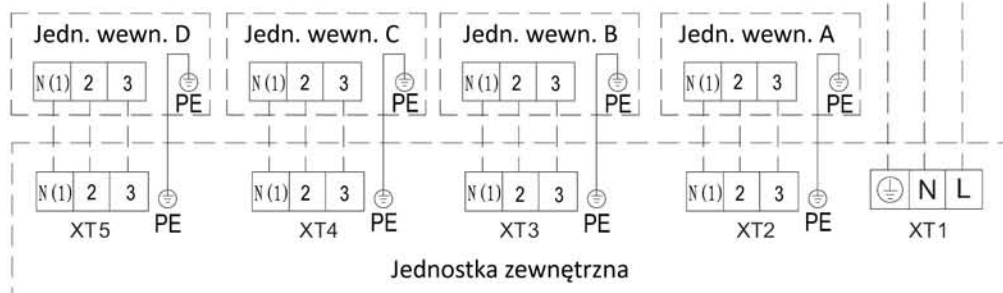 Jedn. wewn. D Jedn. wewn. C Jedn. wewn. B Jedn. wewn. A
N(1) 2 3 N(1) 2 3 N(1) 2 3 N(1) 2 3
PE PE PE PE
N(1) 2 3 N(1) 2 3 N(1) 2 3 N(1) 2 3 N L
PE PE PE PE
XT5 XT4 XT3 XT2 XT1
Jednostka zewnętrzna